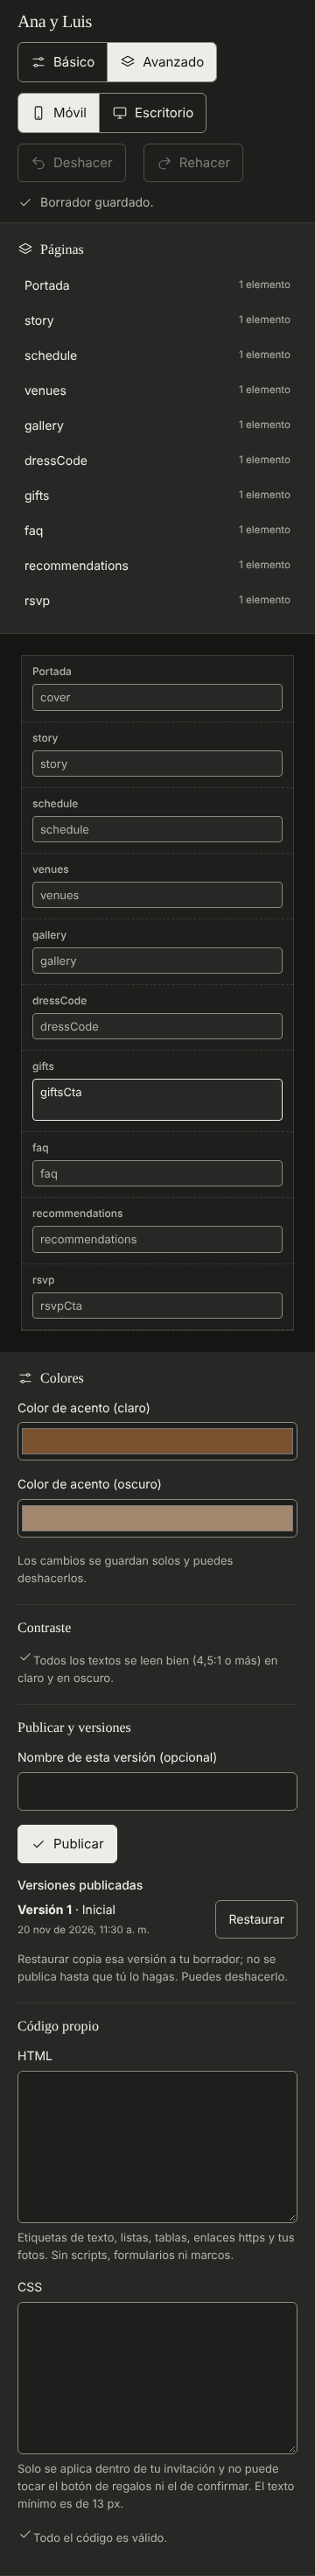 Ana y Luis
Básico Avanzado
Móvil Escritorio
Deshacer Rehacer
Borrador guardado.
Páginas
Portada 1 elemento
story 1 elemento
schedule 1 elemento
venues 1 elemento
gallery 1 elemento
dressCode 1 elemento
gifts 1 elemento
faq 1 elemento
recommendations 1 elemento
rsvp 1 elemento
Portada
cover
story
story
schedule
schedule
venues
venues
gallery
gallery
dressCode
dressCode
gifts
giftsCta
faq
faq
recommendations
recommendations
rsvp
rsvpCta
Colores
Color de acento (claro)
Color de acento (oscuro)
Los cambios se guardan solos y puedes
deshacerlos.
Contraste
Todos los textos se leen bien (4,5:1 o más) en
claro y en oscuro.
Publicar y versiones
Nombre de esta versión (opcional)
Publicar
Versiones publicadas
Versión 1 · Inicial
20 nov de 2026, 11:30 a. m.
Restaurar
Restaurar copia esa versión a tu borrador; no se
publica hasta que tú lo hagas. Puedes deshacerlo.
Código propio
HTML
Etiquetas de texto, listas, tablas, enlaces https y tus
fotos. Sin scripts, formularios ni marcos.
CSS
Solo se aplica dentro de tu invitación y no puede
tocar el botón de regalos ni el de confirmar. El texto
mínimo es de 13 px.
Todo el código es válido.